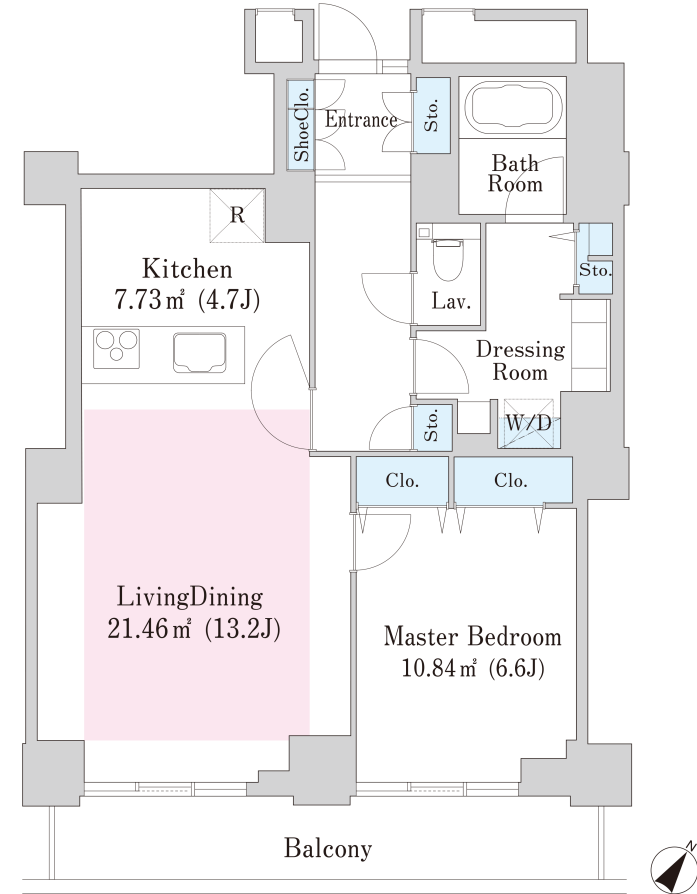 ShoeClo.
Entrance
Sto.
Bath
Room
R
Kitchen
7.73㎡ (4.7J)
Lav.
Sto.
Dressing
Room
Sto.
W/D
Clo.
Clo.
LivingDining
21.46㎡ (13.2J)
Master Bedroom
10.84㎡ (6.6J)
Balcony
N